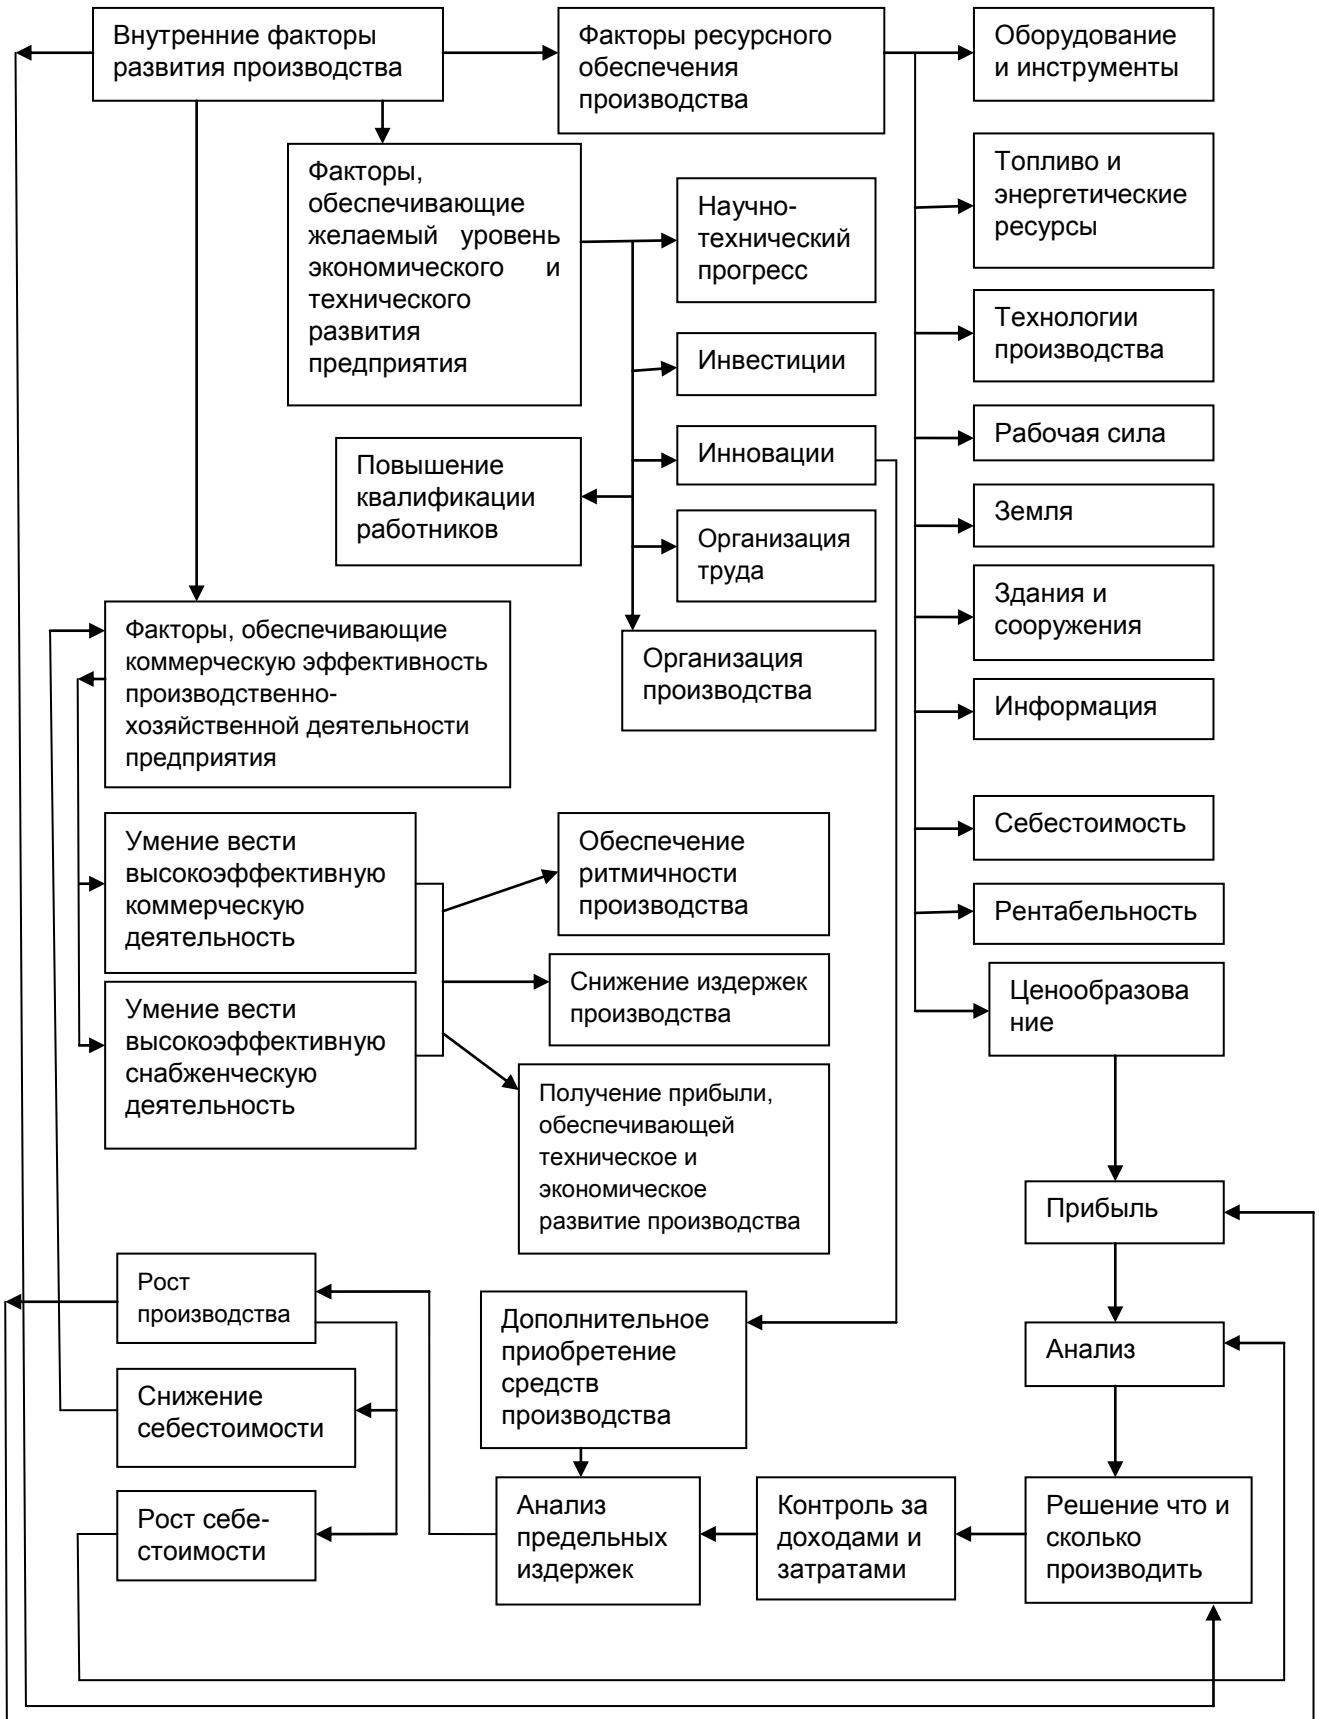 Внутренние факторы
развития производства
Факторы ресурсного
обеспечения
производства
Оборудование
и инструменты
Факторы,
обеспечивающие
желаемый уровень
экономического и
технического
развития
предприятия
Научно-
технический
прогресс
Топливо и
энергетические
ресурсы
Технологии
производства
Инвестиции
Рабочая сила
Инновации
Повышение
квалификации
работников
Земля
Организация
труда
Здания и
сооружения
Факторы, обеспечивающие
коммерческую эффективность
производственно-
хозяйственной деятельности
предприятия
Организация
производства
Информация
Себестоимость
Умение вести
высокоэффективную
коммерческую
деятельность
Обеспечение
ритмичности
производства
Рентабельность
Снижение издержек
производства
Ценообразова
ние
Умение вести
высокоэффективную
снабженческую
деятельность
Получение прибыли,
обеспечивающей
техническое и
экономическое
развитие производства
Прибыль
Рост
производства
Дополнительное
приобретение
средств
производства
Анализ
Снижение
себестоимости
Рост себе-
стоимости
Анализ
предельных
издержек
Контроль за
доходами и
затратами
Решение что и
сколько
производить